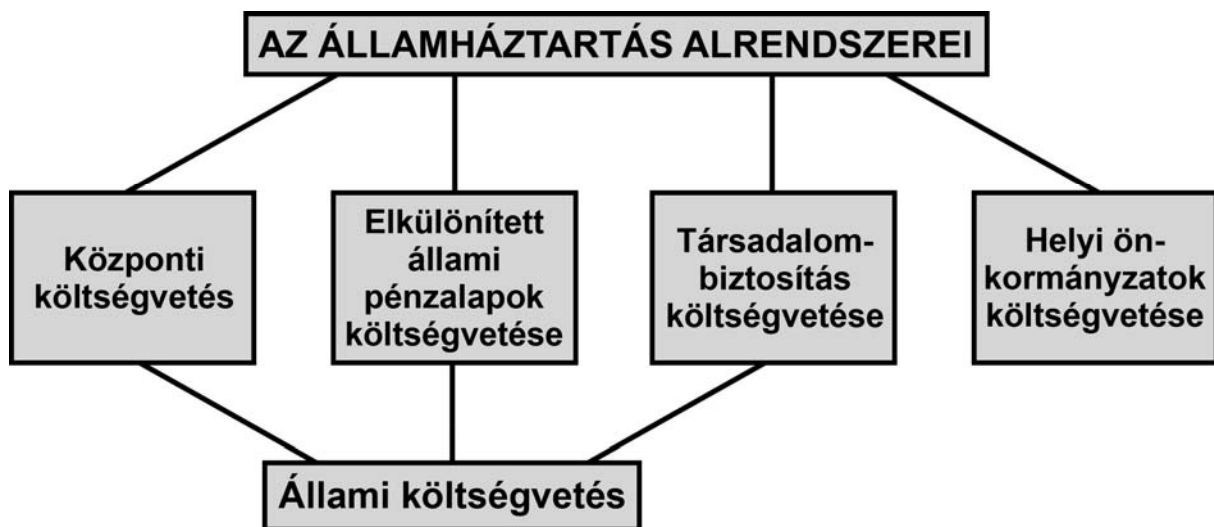 AZ ÁLLAMHÁZTARTÁS ALRENDSZEREI
Központi
költségvetés
Elkülönített
állami
pénzalapok
költségvetése
Társadalom-
biztosítás
költségvetése
Helyi ön-
kormányzatok
költségvetése
Állami költségvetés